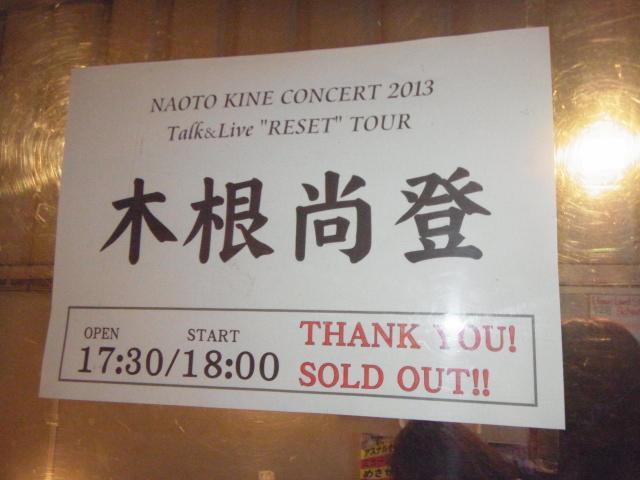 NAOTO KINE CONCERT 2013
Talk&Live "RESET" TOUR
木根尚登
OPEN START
17:30/18:00
THANK YOU!
SOLD OUT!!